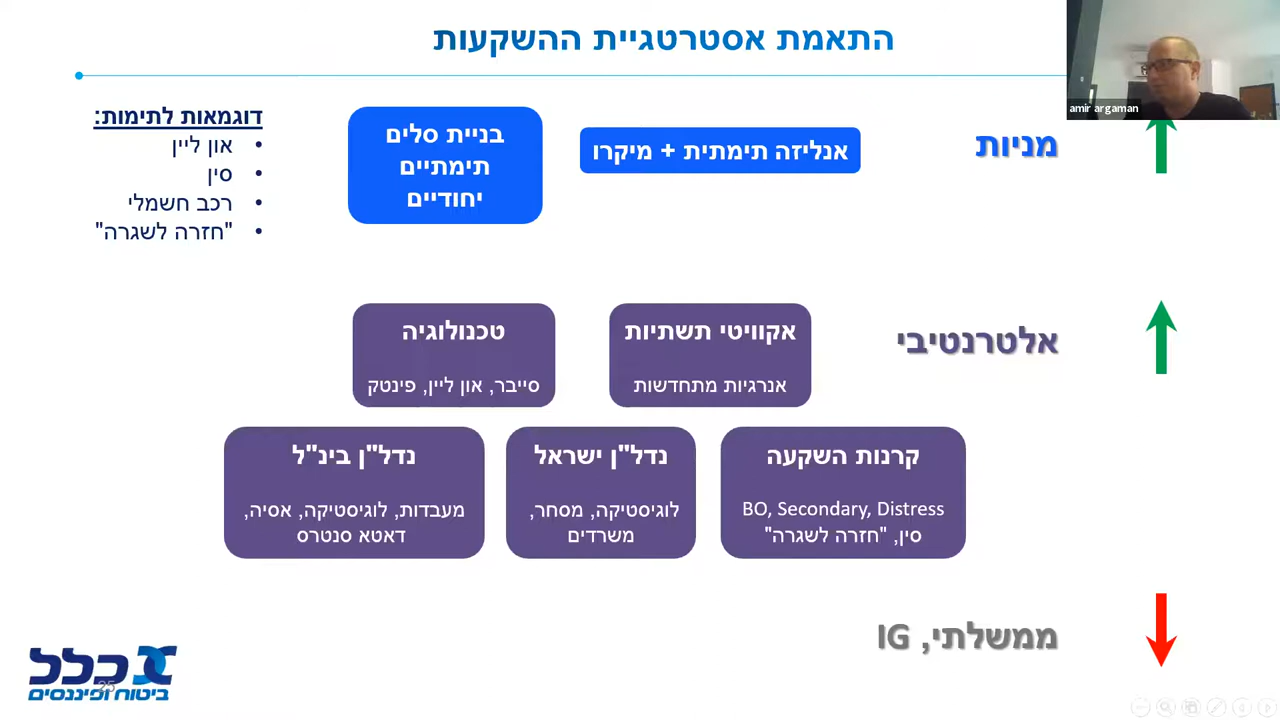 התאמת אסטרטגיית ההשקעות
amir argaman
מניות
אנליזה תימתית + מיקרו
בניית סלים
תימתיים
יחודיים
דוגמאות לתימות:
• און ליין
• סין
• רכב חשמלי
• "חזרה לשגרה"
אלטרנטיבי
אקוויטי תשתיות
אנרגיות מתחדשות
טכנולוגיה
סייבר, און ליין, פינטק
קרנות השקעה
BO, Secondary, Distress
סין, "חזרה לשגרה"
נדל"ן ישראל
לוגיסטיקה, מסחר,
משרדים
נדל"ן בינ"ל
מעבדות, לוגיסטיקה, אסיה,
דאטא סנטרס
ממשלתי, IG
כלל
ביטוח ופיננסים
25